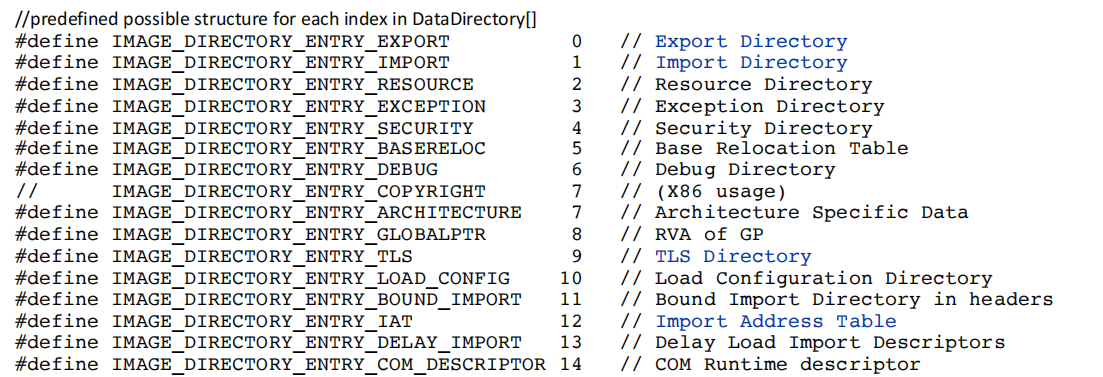 //predefined possible structure for each index in DataDirectory[]
#define IMAGE_DIRECTORY_ENTRY_EXPORT 0 // Export Directory
#define IMAGE_DIRECTORY_ENTRY_IMPORT 1 // Import Directory
#define IMAGE_DIRECTORY_ENTRY_RESOURCE 2 // Resource Directory
#define IMAGE_DIRECTORY_ENTRY_EXCEPTION 3 // Exception Directory
#define IMAGE_DIRECTORY_ENTRY_SECURITY 4 // Security Directory
#define IMAGE_DIRECTORY_ENTRY_BASERELOC 5 // Base Relocation Table
#define IMAGE_DIRECTORY_ENTRY_DEBUG 6 // Debug Directory
// IMAGE_DIRECTORY_ENTRY_COPYRIGHT 7 // (X86 usage)
#define IMAGE_DIRECTORY_ENTRY_ARCHITECTURE 7 // Architecture Specific Data
#define IMAGE_DIRECTORY_ENTRY_GLOBALPTR 8 // RVA of GP
#define IMAGE_DIRECTORY_ENTRY_TLS 9 // TLS Directory
#define IMAGE_DIRECTORY_ENTRY_LOAD_CONFIG 10 // Load Configuration Directory
#define IMAGE_DIRECTORY_ENTRY_BOUND_IMPORT 11 // Bound Import Directory in headers
#define IMAGE_DIRECTORY_ENTRY_IAT 12 // Import Address Table
#define IMAGE_DIRECTORY_ENTRY_DELAY_IMPORT 13 // Delay Load Import Descriptors
#define IMAGE_DIRECTORY_ENTRY_COM_DESCRIPTOR 14 // COM Runtime descriptor